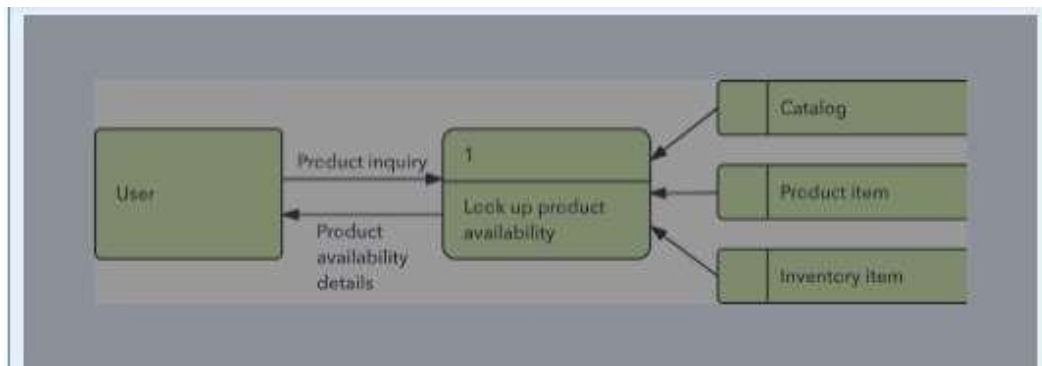 User
Product inquiry
Product
availability
details
1
Look up product
availability
Catalog
Product item
Inventory item